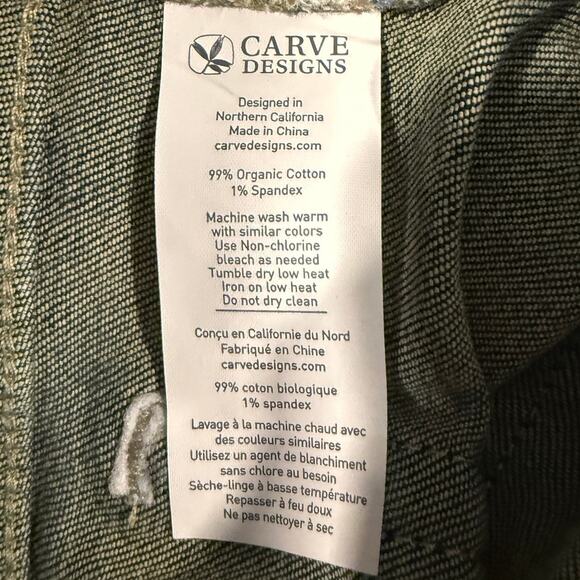 CARVE
DESIGNS
Designed in
Northern California
Made in China
carvedesigns.com
99% Organic Cotton
1% Spandex
Machine wash warm
with similar colors
Use Non-chlorine
bleach as needed
Tumble dry low heat
Iron on low heat
Do not dry clean
Conçu en Californie du Nord
Fabriqué en Chine
carvedesigns.com
99% coton biologique
1% spandex
Lavage à la machine chaud avec
des couleurs similaires
Utilisez un agent de blanchiment
sans chlore au besoin
Sèche-linge à basse température
Repasser à feu doux
Ne pas nettoyer à sec